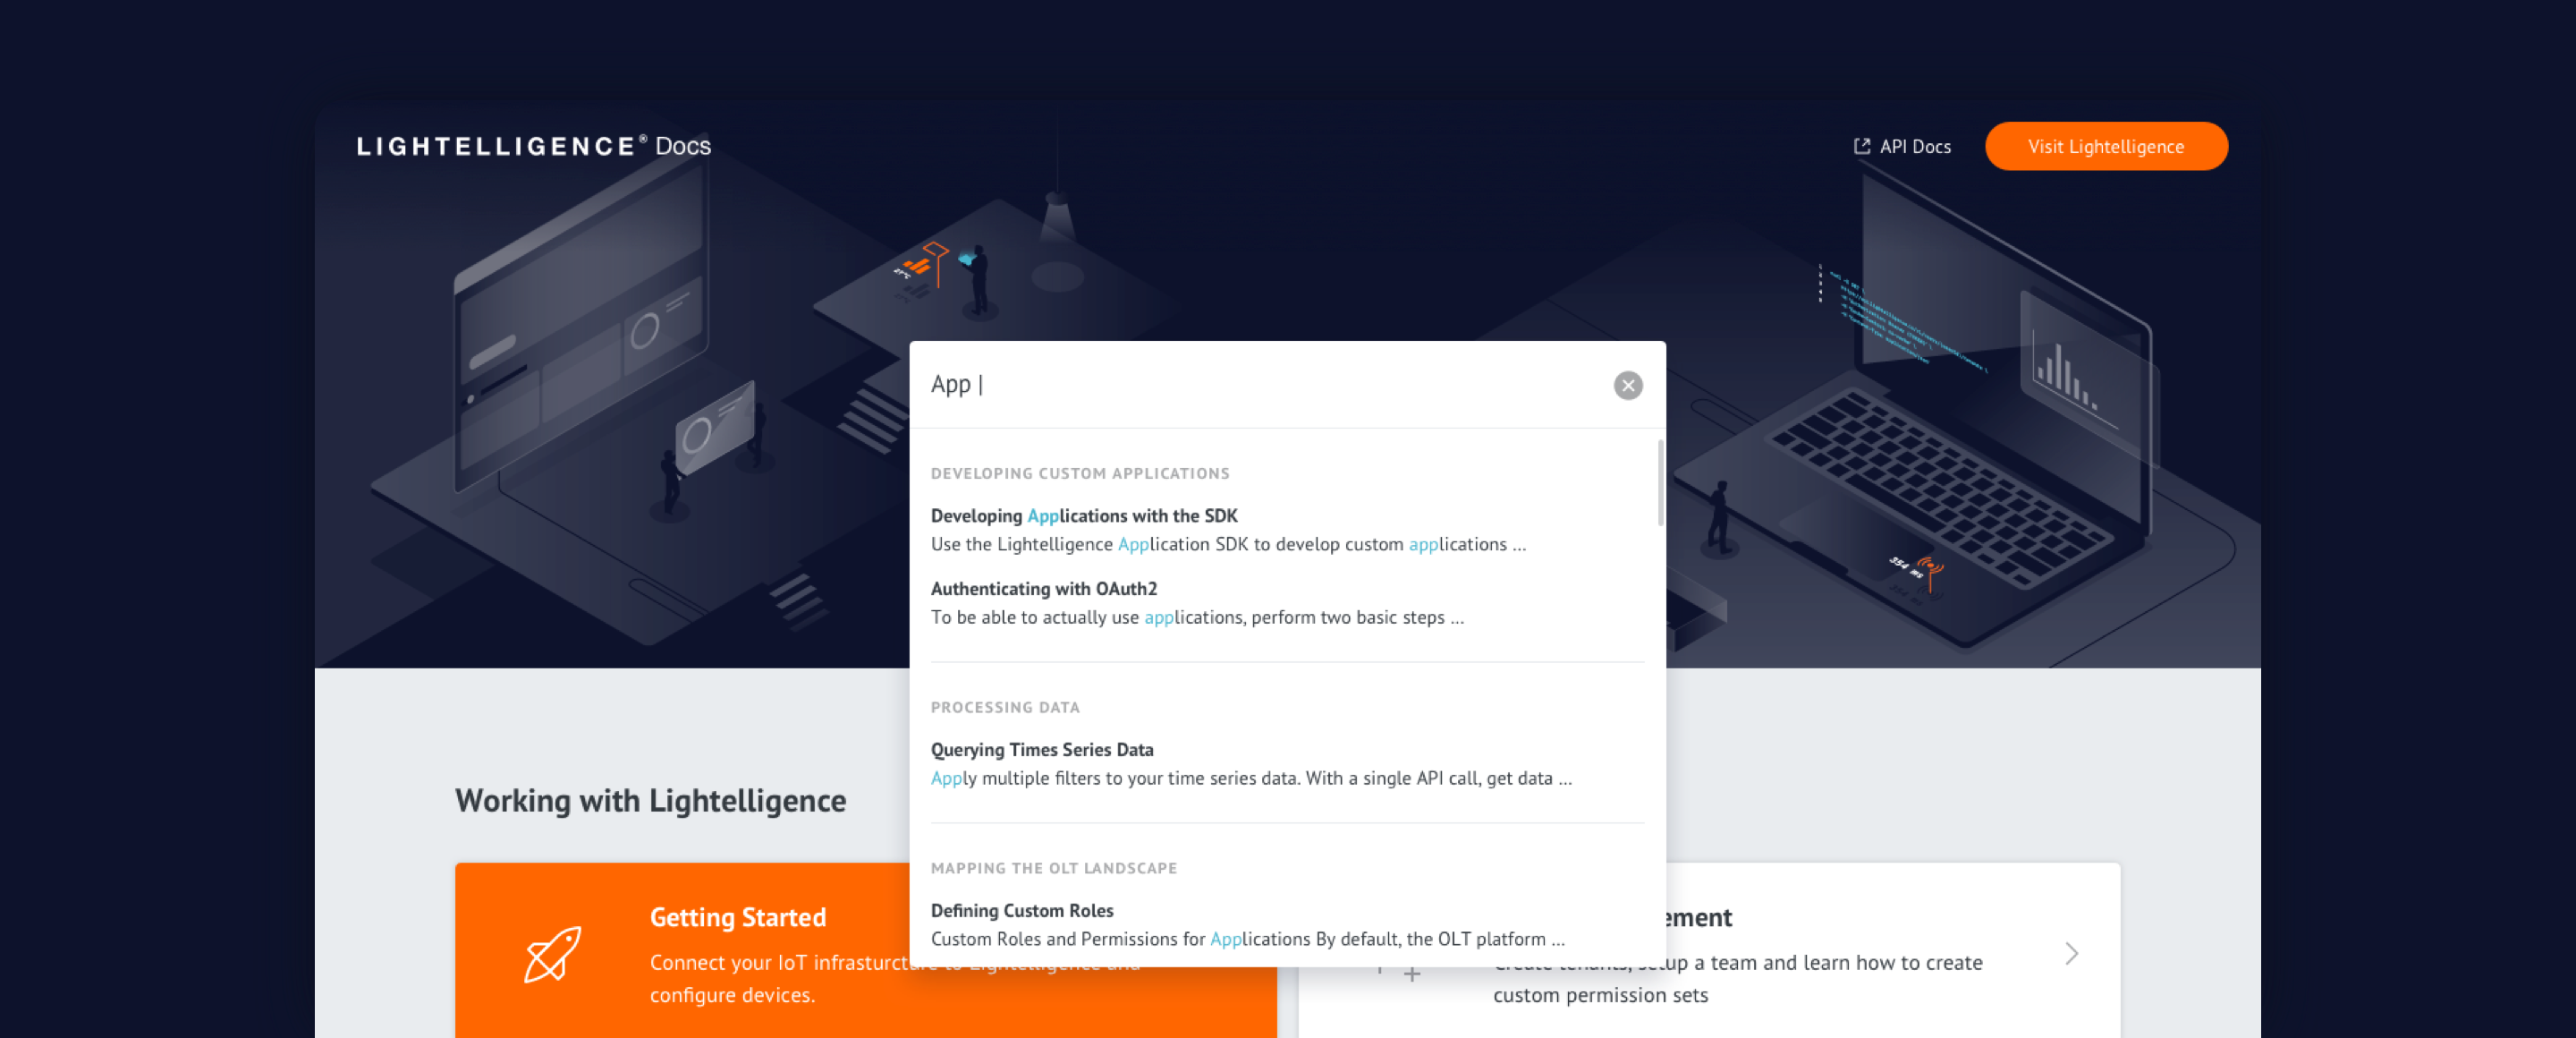 LIGHTELLIGENCE® Docs
API Docs
Visit Lightelligence
27°C
App |
DEVELOPING CUSTOM APPLICATIONS
Developing Applications with the SDK
Use the Lightelligence Application SDK to develop custom applications ...
Authenticating with OAuth2
To be able to actually use applications, perform two basic steps ...
354 ms
PROCESSING DATA
Querying Times Series Data
Apply multiple filters to your time series data. With a single API call, get data ...
Working with Lightelligence
MAPPING THE OLT LANDSCAPE
Defining Custom Roles
Custom Roles and Permissions for Applications By default, the OLT platform ...
Getting Started
Connect your IoT
configure devices.
up a team and learn how to create
custom permission sets